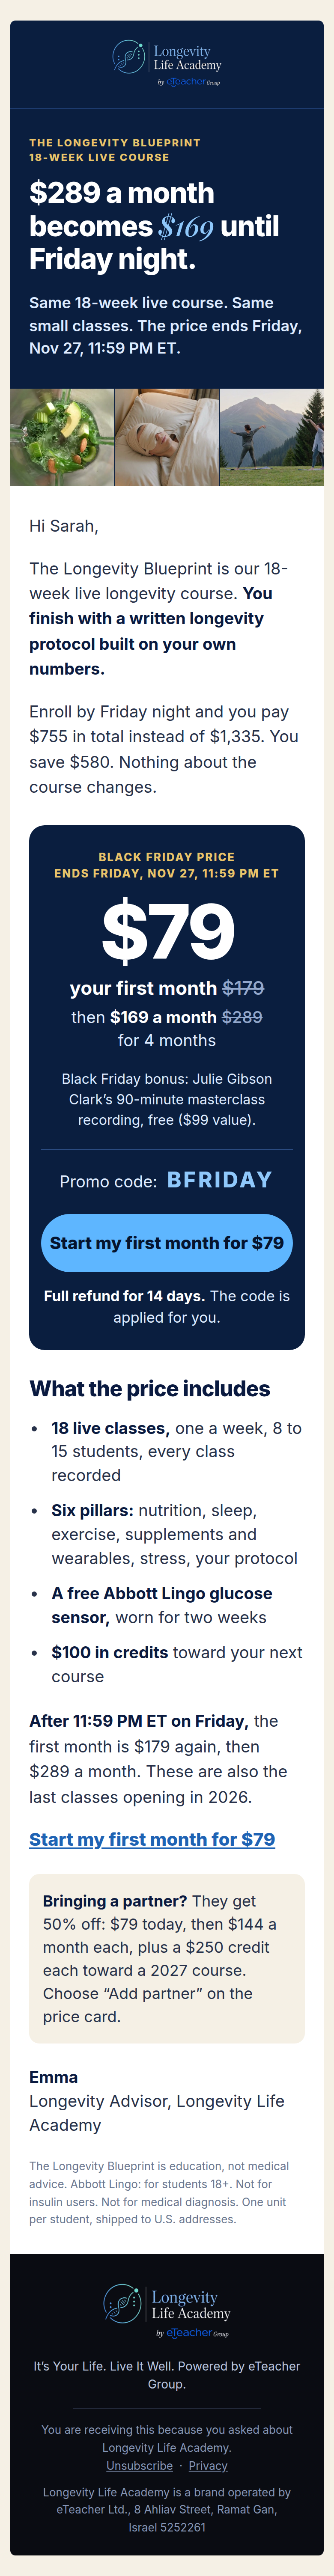 Longevity
Life Academy
by eTeacher Group
THE LONGEVITY BLUEPRINT
18-WEEK LIVE COURSE
$289 a month
becomes $169 until
Friday night.
Same 18-week live course. Same
small classes. The price ends Friday,
Nov 27, 11:59 PM ET.
Hi Sarah,
The Longevity Blueprint is our 18-
week live longevity course. You
finish with a written longevity
protocol built on your own
numbers.
Enroll by Friday night and you pay
$755 in total instead of $1,335. You
save $580. Nothing about the
course changes.
BLACK FRIDAY PRICE
ENDS FRIDAY, NOV 27, 11:59 PM ET
$79
your first month $179
then $169 a month $289
for 4 months
Black Friday bonus: Julie Gibson
Clark’s 90-minute masterclass
recording, free ($99 value).
Promo code: BFRIDAY
Start my first month for $79
Full refund for 14 days. The code is
applied for you.
What the price includes
• 18 live classes, one a week, 8 to
15 students, every class
recorded
• Six pillars: nutrition, sleep,
exercise, supplements and
wearables, stress, your protocol
• A free Abbott Lingo glucose
sensor, worn for two weeks
• $100 in credits toward your next
course
After 11:59 PM ET on Friday, the
first month is $179 again, then
$289 a month. These are also the
last classes opening in 2026.
Start my first month for $79
Bringing a partner? They get
50% off: $79 today, then $144 a
month each, plus a $250 credit
each toward a 2027 course.
Choose “Add partner” on the
price card.
Emma
Longevity Advisor, Longevity Life
Academy
The Longevity Blueprint is education, not medical
advice. Abbott Lingo: for students 18+. Not for
insulin users. Not for medical diagnosis. One unit
per student, shipped to U.S. addresses.
Longevity
Life Academy
by eTeacher Group
It’s Your Life. Live It Well. Powered by eTeacher
Group.
You are receiving this because you asked about
Longevity Life Academy.
Unsubscribe · Privacy
Longevity Life Academy is a brand operated by
eTeacher Ltd., 8 Ahliav Street, Ramat Gan,
Israel 5252261